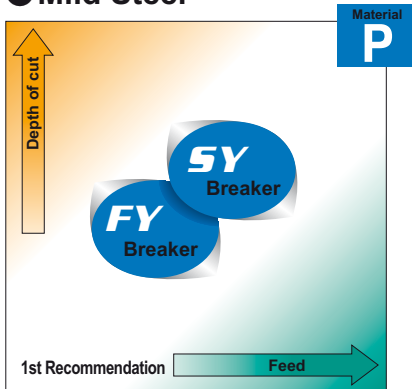 Mild Steel
Material
P
Depth of cut
SY
Breaker
FY
Breaker
1st Recommendation
Feed